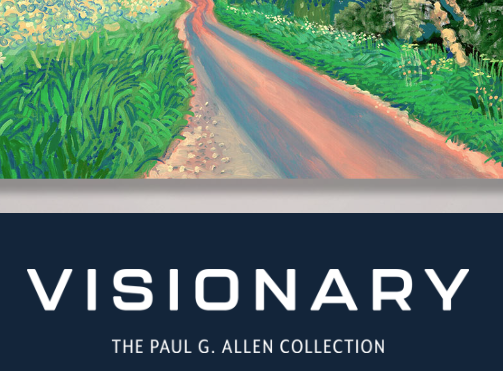 VISIONARY
THE PAUL G. ALLEN COLLECTION